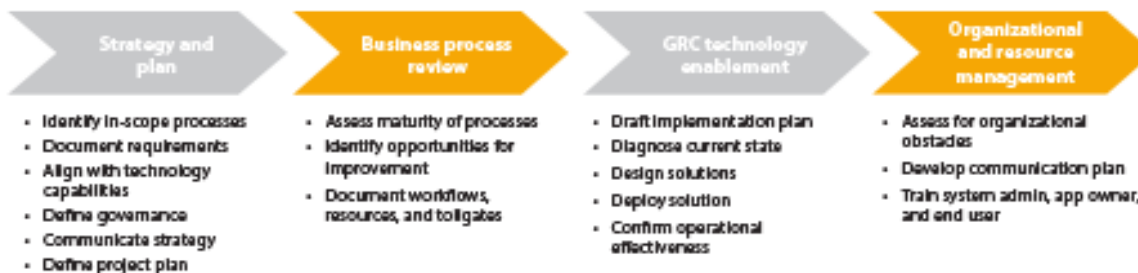 Strategy and
plan
• Identify in-scope processes
• Document requirements
• Align with technology
capabilities
• Define governance
• Communicate strategy
• Define project plan
Business process
review
• Assess maturity of processes
• Identify opportunities for
improvement
• Document workflows,
resources, and tollgates
GRC technology
enablement
• Draft implementation plan
• Diagnose current state
• Design solutions
• Deploy solution
• Confirm operational
effectiveness
Organizational
and resource
management
• Assess for organizational
obstacles
• Develop communication plan
• Train system admin, app owner,
and end user